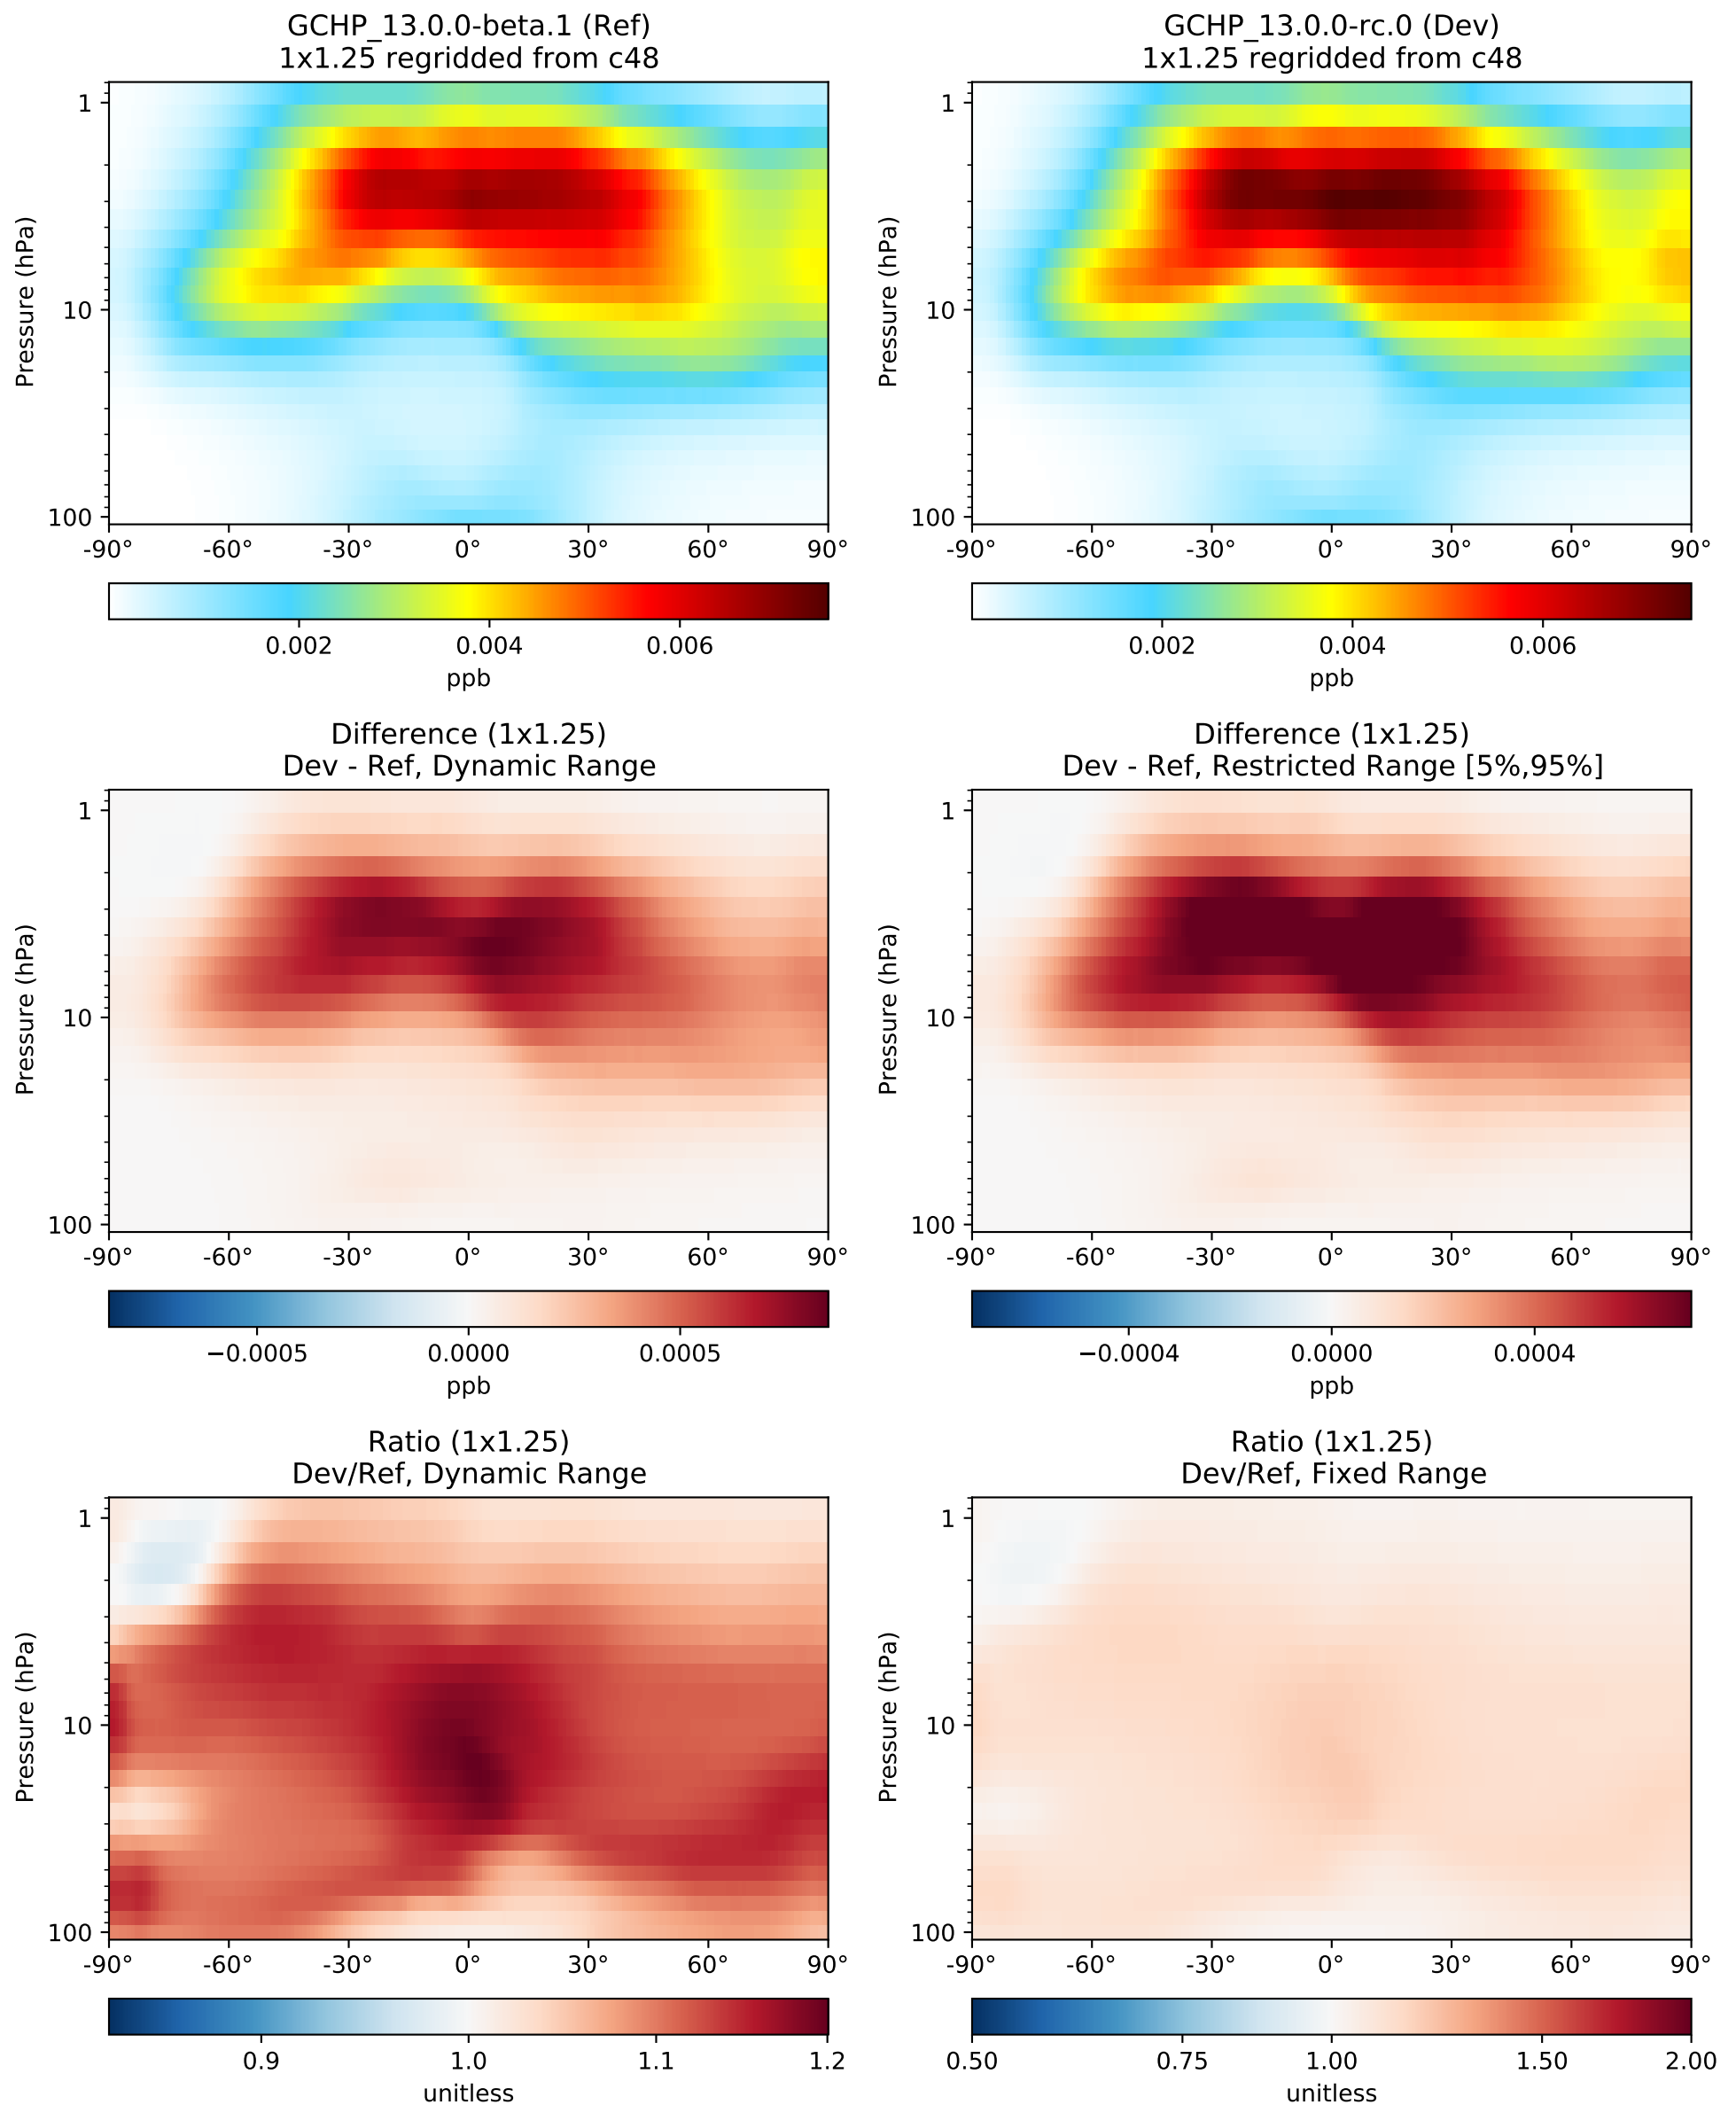 GCHP_13.0.0-beta.1 (Ref)
1x1.25 regridded from c48
Pressure (hPa)
1
10
100
-90° -60° -30° 0° 30° 60° 90°
0.002 0.004 0.006
ppb
GCHP_13.0.0-rc.0 (Dev)
1x1.25 regridded from c48
Pressure (hPa)
1
10
100
-90° -60° -30° 0° 30° 60° 90°
0.002 0.004 0.006
ppb
Difference (1x1.25)
Dev - Ref, Dynamic Range
Pressure (hPa)
1
10
100
-90° -60° -30° 0° 30° 60° 90°
−0.0005 0.0000 0.0005
ppb
Difference (1x1.25)
Dev - Ref, Restricted Range [5%,95%]
Pressure (hPa)
1
10
100
-90° -60° -30° 0° 30° 60° 90°
−0.0004 0.0000 0.0004
ppb
Ratio (1x1.25)
Dev/Ref, Dynamic Range
Pressure (hPa)
1
10
100
-90° -60° -30° 0° 30° 60° 90°
0.9 1.0 1.1 1.2
unitless
Ratio (1x1.25)
Dev/Ref, Fixed Range
Pressure (hPa)
1
10
100
-90° -60° -30° 0° 30° 60° 90°
0.50 0.75 1.00 1.50 2.00
unitless